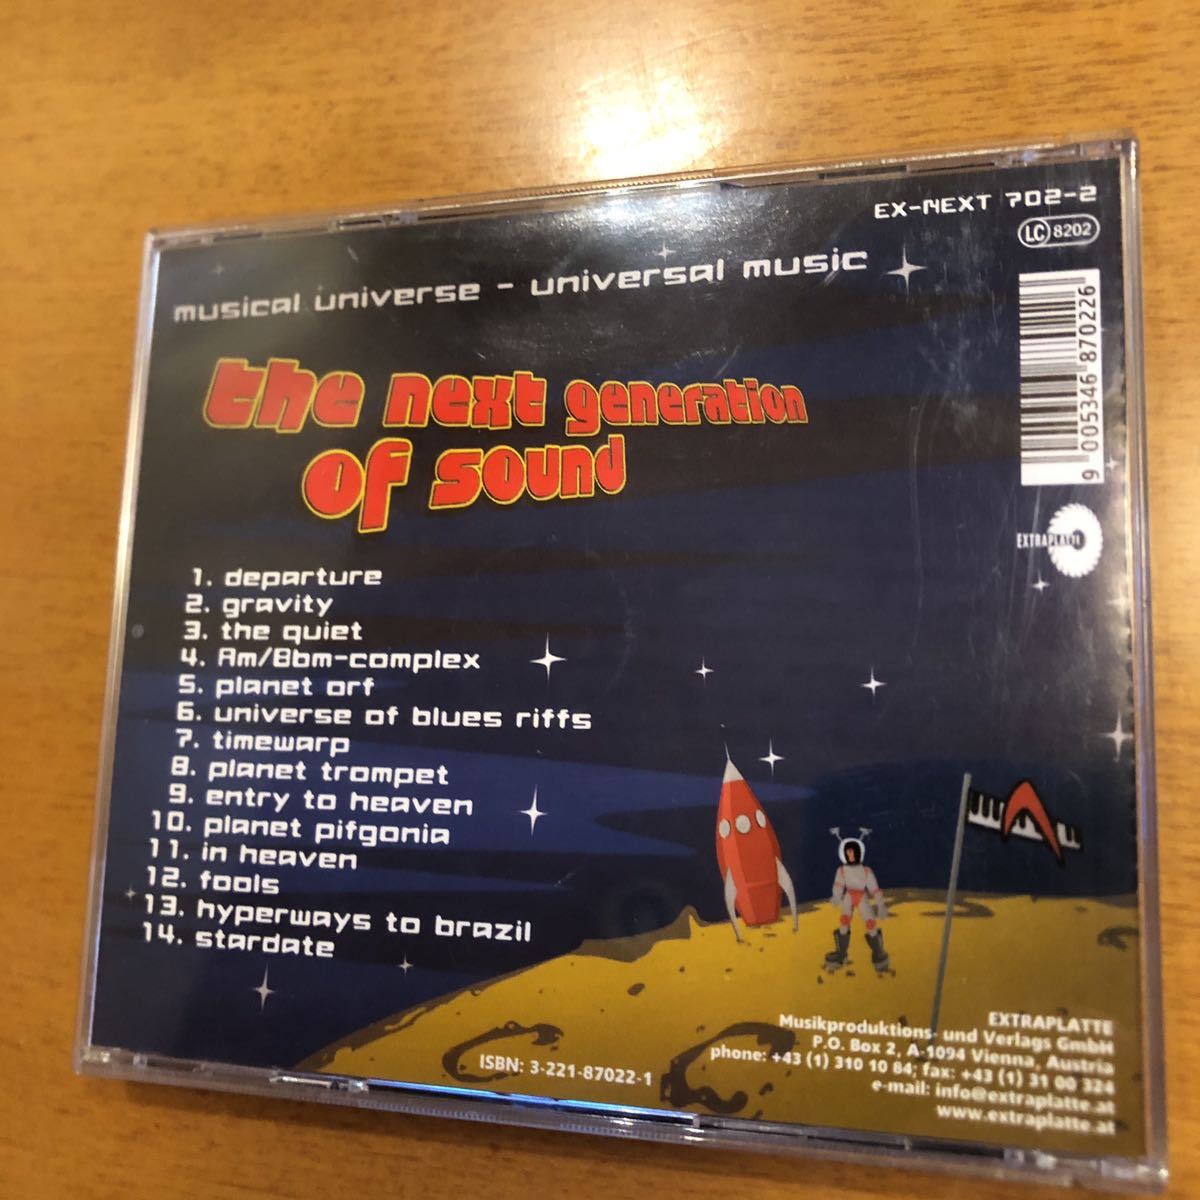 EX-NEXT 702-2
LC 8202
musical universe - universal music
9 005346 870226
the next generation
of sound
EXTRAPLATTE
1. departure
2. gravity
3. the quiet
4. Am/Bbm-complex
5. planet orf
6. universe of blues riffs
7. timewarp
8. planet trompet
9. entry to heaven
10. planet pifgonia
11. in heaven
12. fools
13. hyperways to brazil
14. stardate
ISBN: 3-221-87022-1
EXTRAPLATTE
Musikproduktions- und Verlags GmbH
P.O. Box 2, A-1094 Vienna, Austria
phone: +43 (1) 310 10 84; fax: +43 (1) 31 00 324
e-mail: info@extraplatte.at
www.extraplatte.at